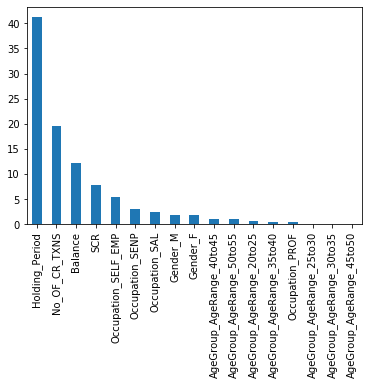 40
35
30
25
20
15
10
5
0
Holding_Period
No_OF_CR_TXNS
Balance
SCR
Occupation_SELF_EMP
Occupation_SENP
Occupation_SAL
Gender_M
Gender_F
AgeGroup_AgeRange_40to45
AgeGroup_AgeRange_50to55
AgeGroup_AgeRange_20to25
AgeGroup_AgeRange_35to40
Occupation_PROF
AgeGroup_AgeRange_25to30
AgeGroup_AgeRange_30to35
AgeGroup_AgeRange_45to50